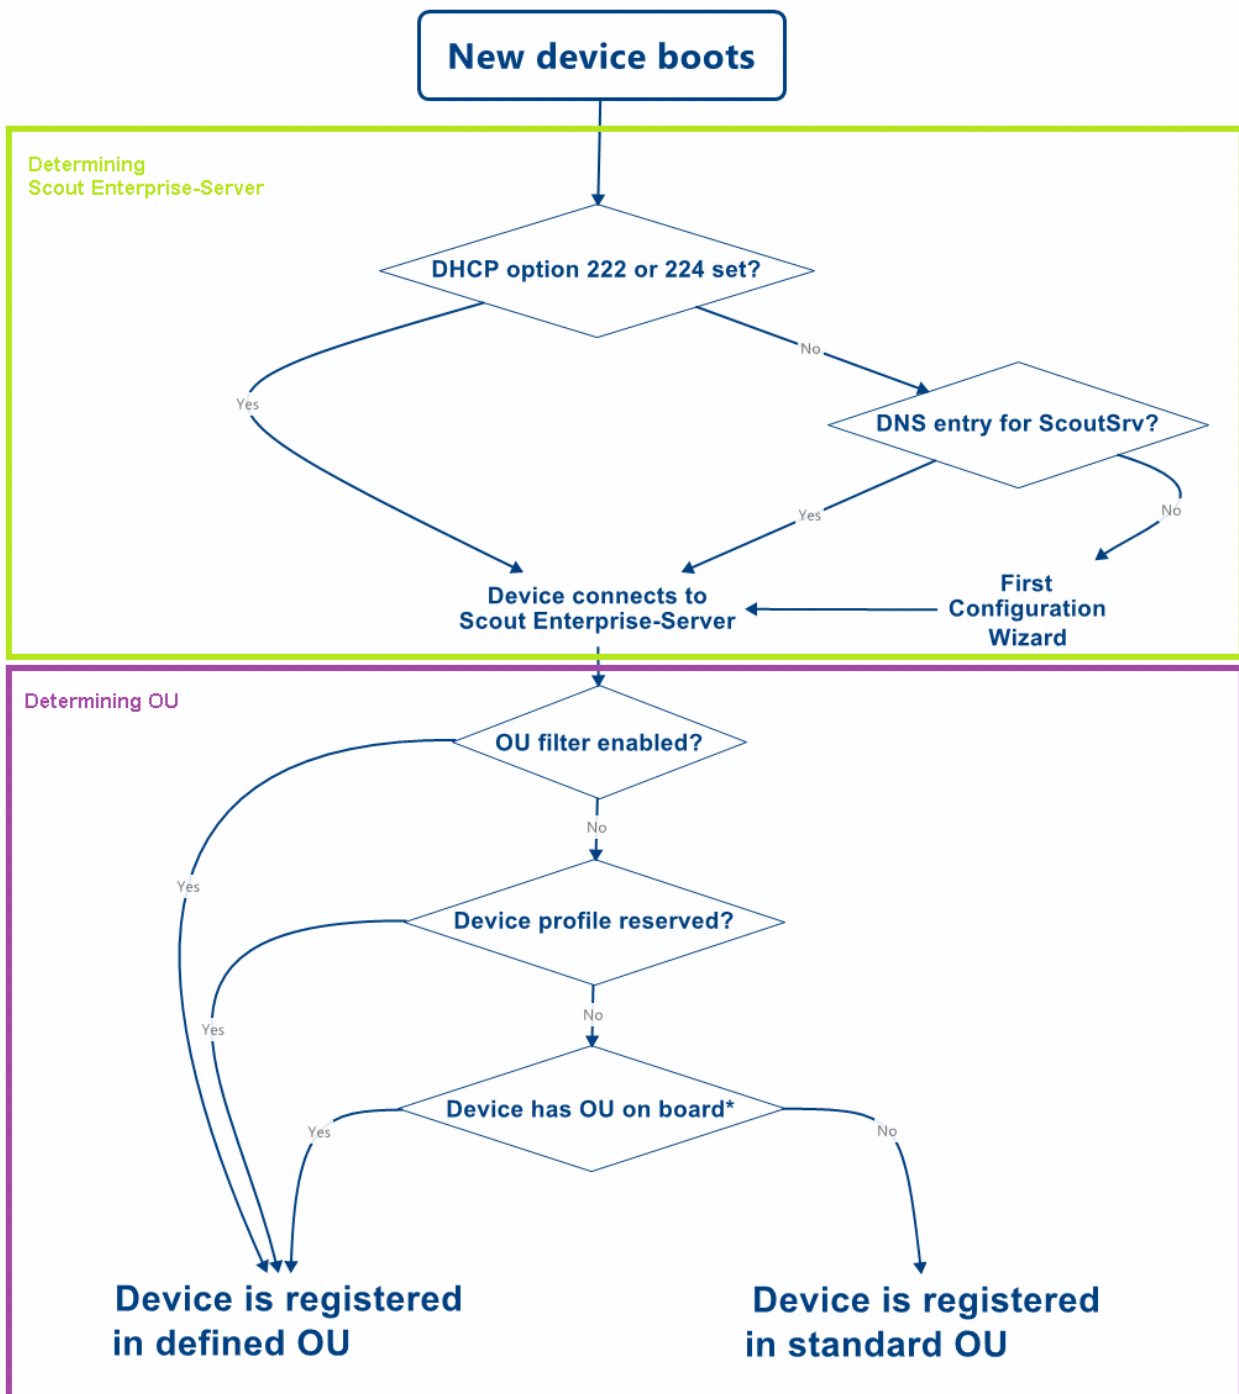 New device boots
Determining
Scout Enterprise-Server
DHCP option 222 or 224 set?
No
Yes
DNS entry for ScoutSrv?
Yes
No
Device connects to
Scout Enterprise-Server
First
Configuration
Wizard
Determining OU
OU filter enabled?
No
Yes
Device profile reserved?
No
Yes
Device has OU on board*
Yes
No
Device is registered
in defined OU
Device is registered
in standard OU